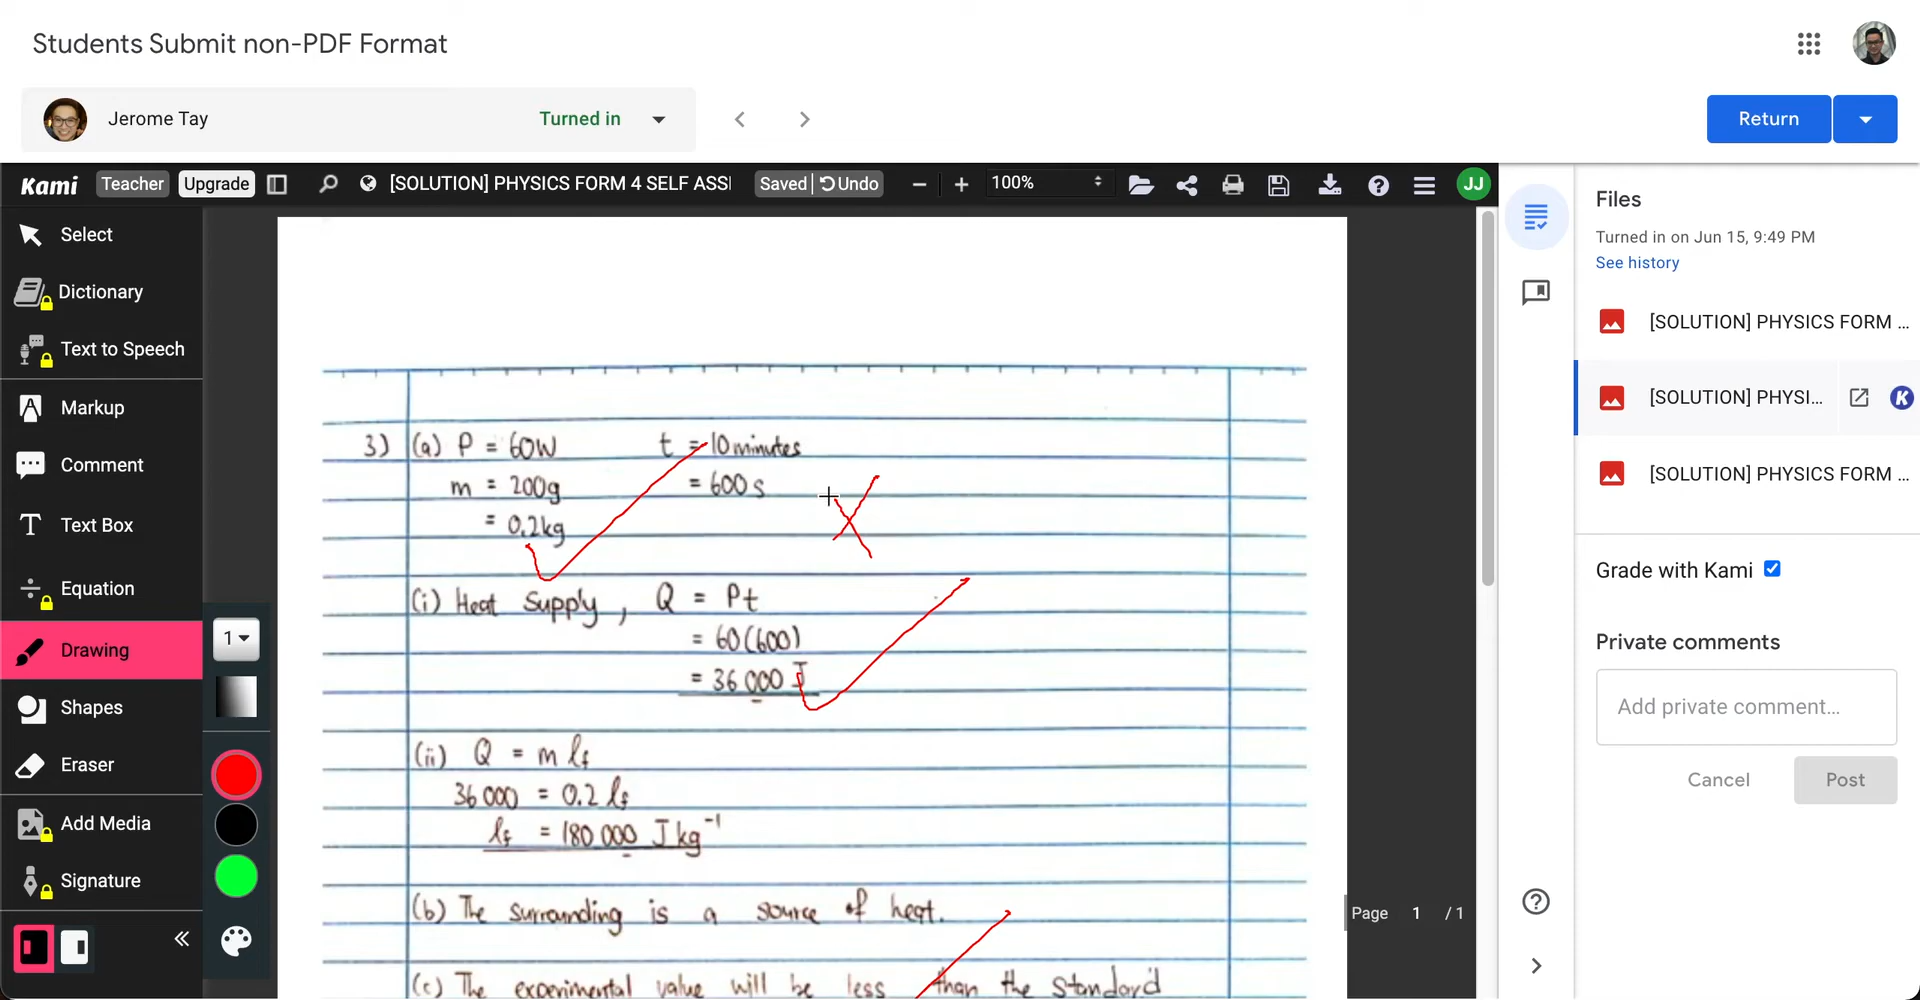 Students Submit non-PDF Format
Jerome Tay
Turned in
Return
Kami
Teacher
Upgrade
[SOLUTION] PHYSICS FORM 4 SELF ASS
Saved | Undo
100%
JJ
Select
Dictionary
Text to Speech
Markup
Comment
Text Box
Equation
Drawing
Shapes
Eraser
Add Media
Signature
1
3) (a) P = 60W t = 10 minutes
m = 200g = 600 s
= 0.2kg
(i) Heat Supply, Q = Pt
= 60(600)
= 36 000 J
(ii) Q = m lf
36 000 = 0.2 lf
lf = 180 000 J kg⁻¹
(b) The surrounding is a source of heat.
(c) The experimental value will be less than the standard
Page 1 / 1
Files
Turned in on Jun 15, 9:49 PM
See history
[SOLUTION] PHYSICS FORM ...
[SOLUTION] PHYSI...
K
[SOLUTION] PHYSICS FORM ...
Grade with Kami
Private comments
Add private comment...
Cancel
Post